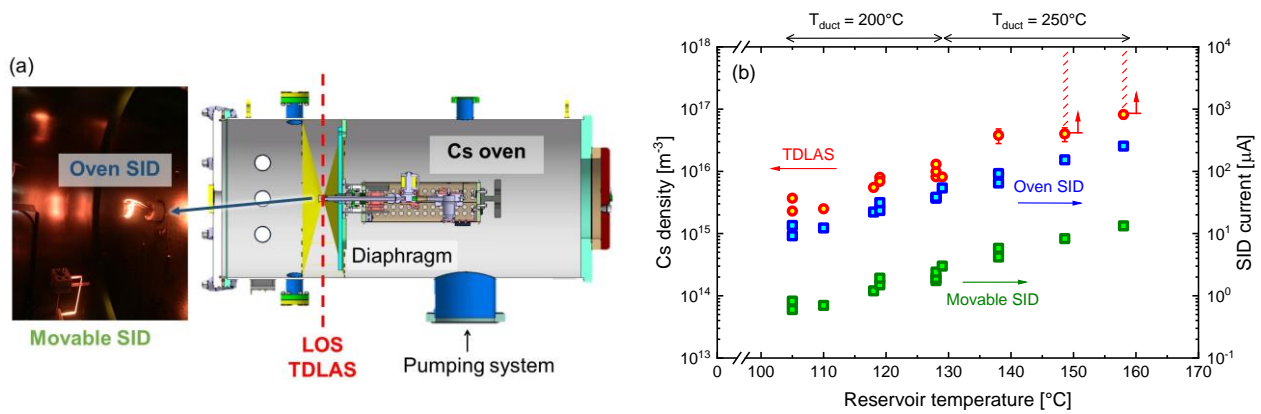 (a)
Oven SID
Movable SID
Cs oven
Diaphragm
LOS
TDLAS
Pumping system
T_duct = 200°C
T_duct = 250°C
(b)
10^18
10^17
10^16
10^15
10^14
10^13
Cs density [m^-3]
TDLAS
Oven SID
Movable SID
10^4
10^3
10^2
10^1
10^0
10^-1
SID current [µA]
0 100 110 120 130 140 150 160 170
Reservoir temperature [°C]